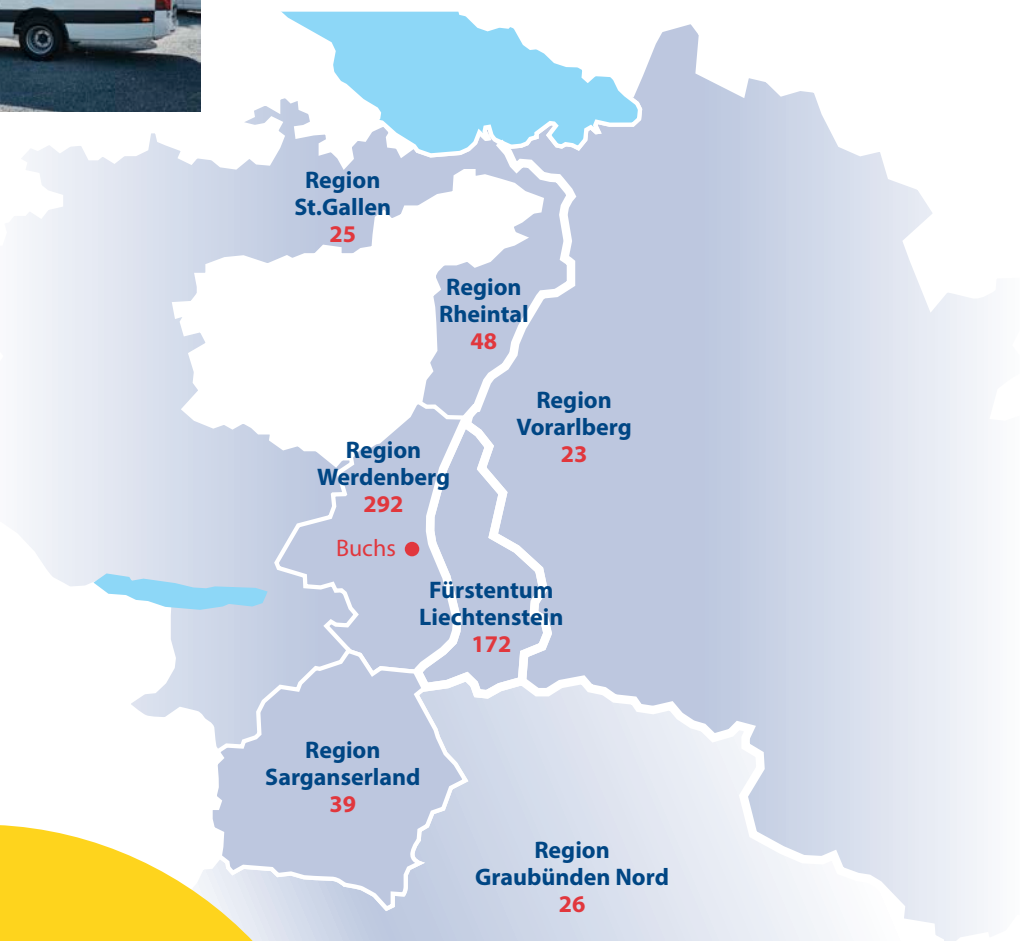 Region
St.Gallen
25
Region
Rheintal
48
Region
Vorarlberg
23
Region
Werdenberg
292
Buchs
Fürstentum
Liechtenstein
172
Region
Sarganserland
39
Region
Graubünden Nord
26